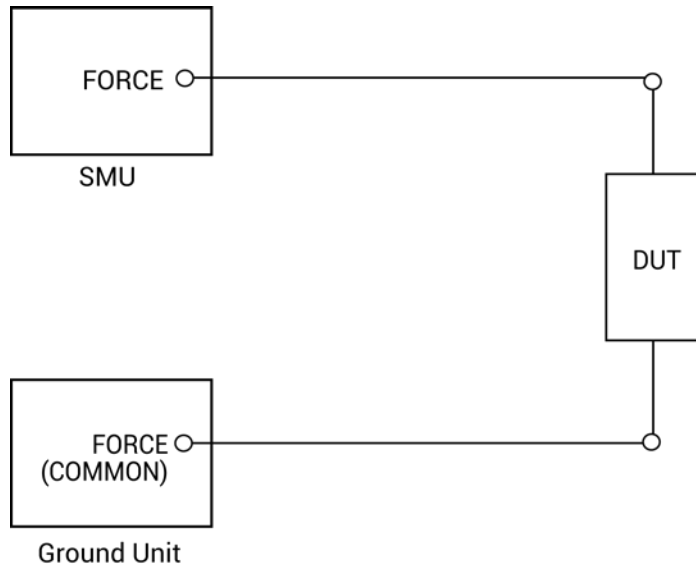 FORCE
SMU
DUT
FORCE
(COMMON)
Ground Unit